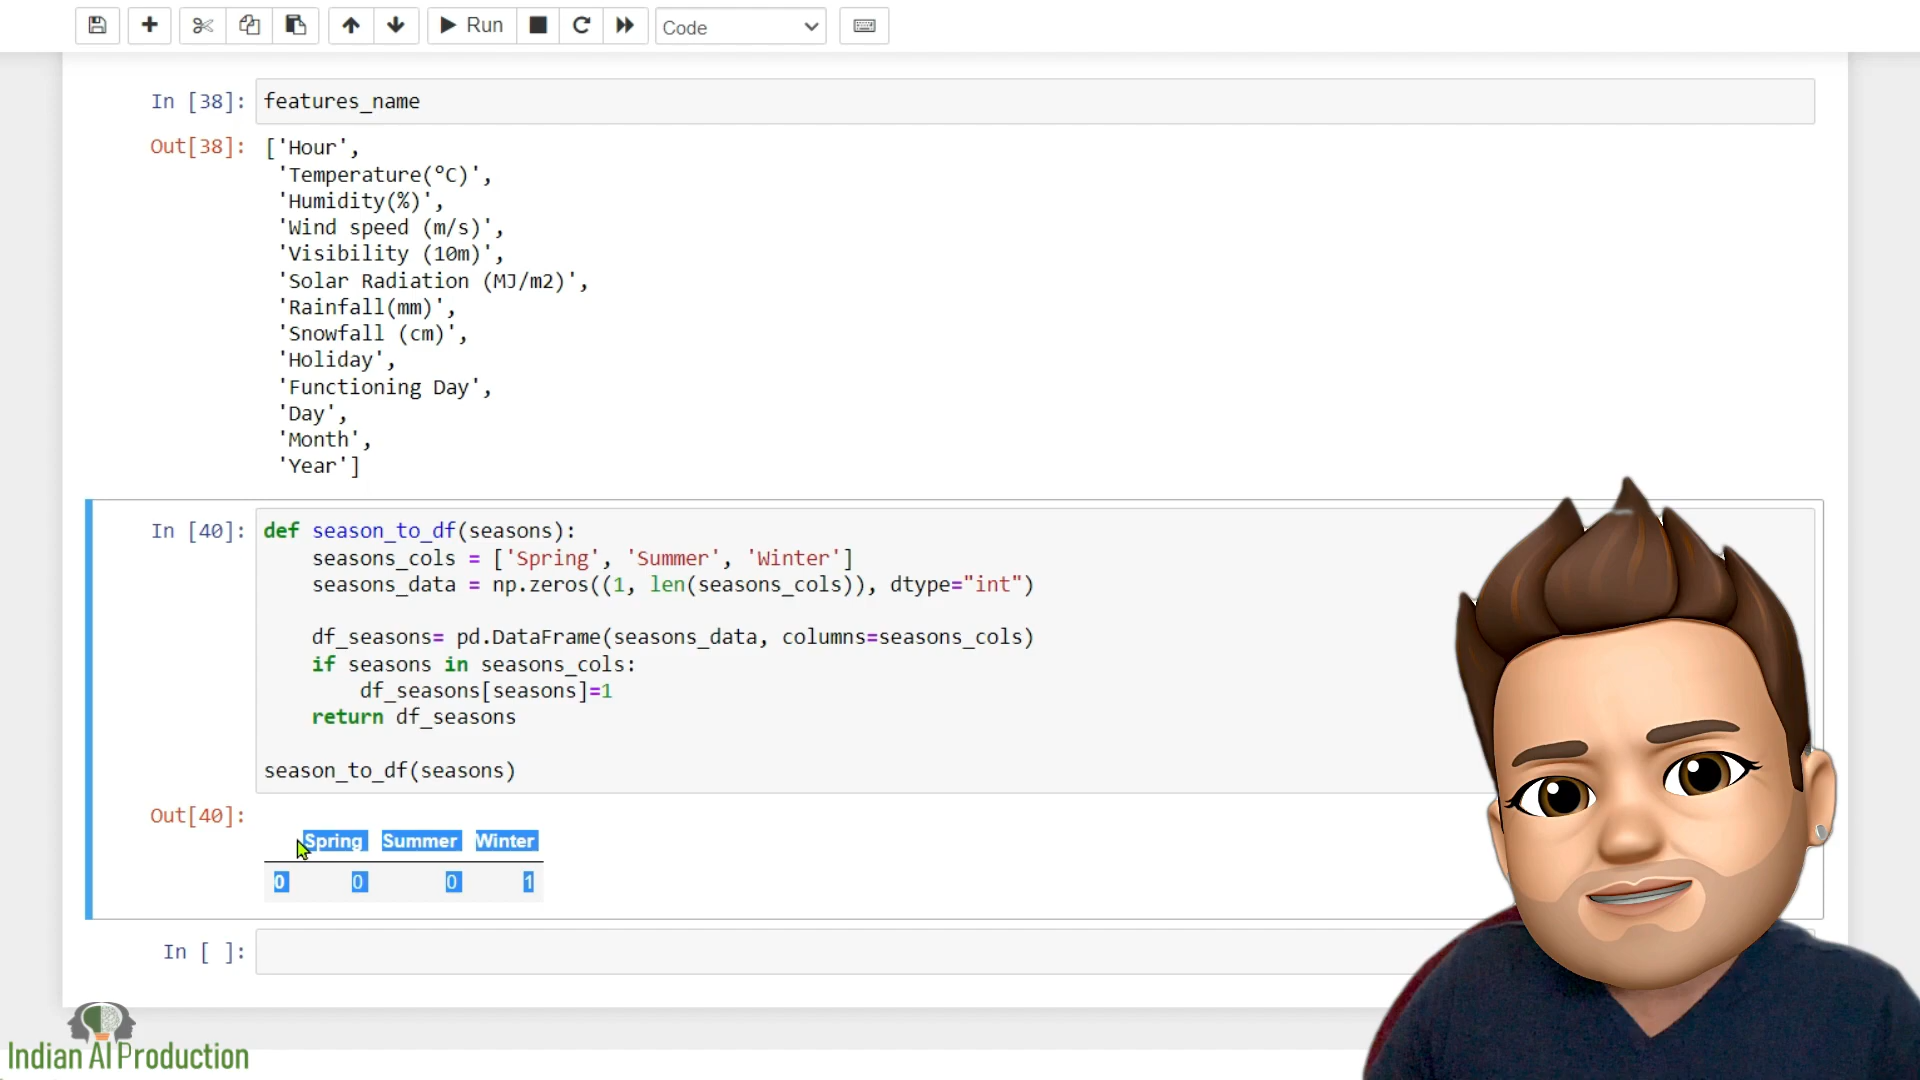 Run
Code
In [38]: features_name
Out[38]: ['Hour',
'Temperature(°C)',
'Humidity(%)',
'Wind speed (m/s)',
'Visibility (10m)',
'Solar Radiation (MJ/m2)',
'Rainfall(mm)',
'Snowfall (cm)',
'Holiday',
'Functioning Day',
'Day',
'Month',
'Year']
In [40]: def season_to_df(seasons):
seasons_cols = ['Spring', 'Summer', 'Winter']
seasons_data = np.zeros((1, len(seasons_cols)), dtype="int")
df_seasons= pd.DataFrame(seasons_data, columns=seasons_cols)
if seasons in seasons_cols:
df_seasons[seasons]=1
return df_seasons
season_to_df(seasons)
Out[40]:
Spring Summer Winter
0 0 0 1
In [ ]:
Indian AI Production